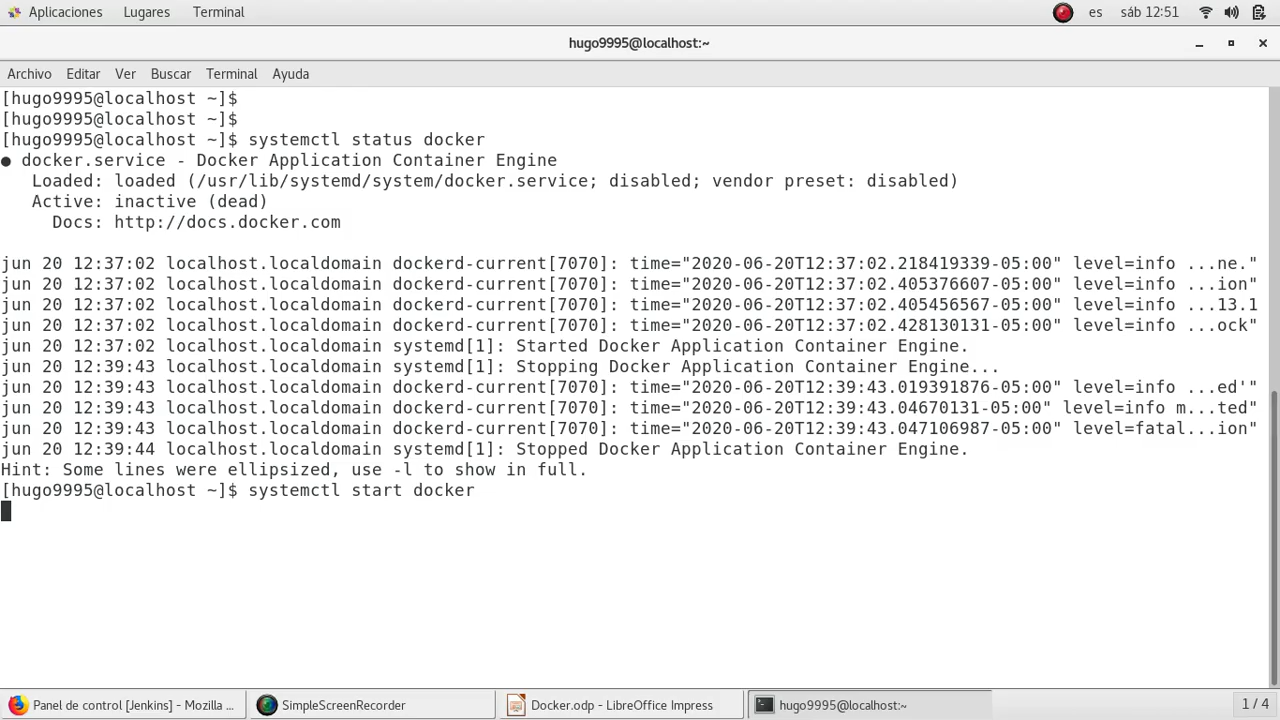 Aplicaciones Lugares Terminal es sáb 12:51
hugo9995@localhost:~
Archivo Editar Ver Buscar Terminal Ayuda
[hugo9995@localhost ~]$
[hugo9995@localhost ~]$
[hugo9995@localhost ~]$ systemctl status docker
● docker.service - Docker Application Container Engine
   Loaded: loaded (/usr/lib/systemd/system/docker.service; disabled; vendor preset: disabled)
   Active: inactive (dead)
     Docs: http://docs.docker.com
jun 20 12:37:02 localhost.localdomain dockerd-current[7070]: time="2020-06-20T12:37:02.218419339-05:00" level=info ...ne."
jun 20 12:37:02 localhost.localdomain dockerd-current[7070]: time="2020-06-20T12:37:02.405376607-05:00" level=info ...ion"
jun 20 12:37:02 localhost.localdomain dockerd-current[7070]: time="2020-06-20T12:37:02.405456567-05:00" level=info ...13.1
jun 20 12:37:02 localhost.localdomain dockerd-current[7070]: time="2020-06-20T12:37:02.428130131-05:00" level=info ...ock"
jun 20 12:37:02 localhost.localdomain systemd[1]: Started Docker Application Container Engine.
jun 20 12:39:43 localhost.localdomain systemd[1]: Stopping Docker Application Container Engine...
jun 20 12:39:43 localhost.localdomain dockerd-current[7070]: time="2020-06-20T12:39:43.019391876-05:00" level=info ...ed'"
jun 20 12:39:43 localhost.localdomain dockerd-current[7070]: time="2020-06-20T12:39:43.04670131-05:00" level=info m...ted"
jun 20 12:39:43 localhost.localdomain dockerd-current[7070]: time="2020-06-20T12:39:43.047106987-05:00" level=fatal...ion"
jun 20 12:39:44 localhost.localdomain systemd[1]: Stopped Docker Application Container Engine.
Hint: Some lines were ellipsized, use -l to show in full.
[hugo9995@localhost ~]$ systemctl start docker
Panel de control [Jenkins] - Mozilla ... SimpleScreenRecorder Docker.odp - LibreOffice Impress hugo9995@localhost:~ 1 / 4